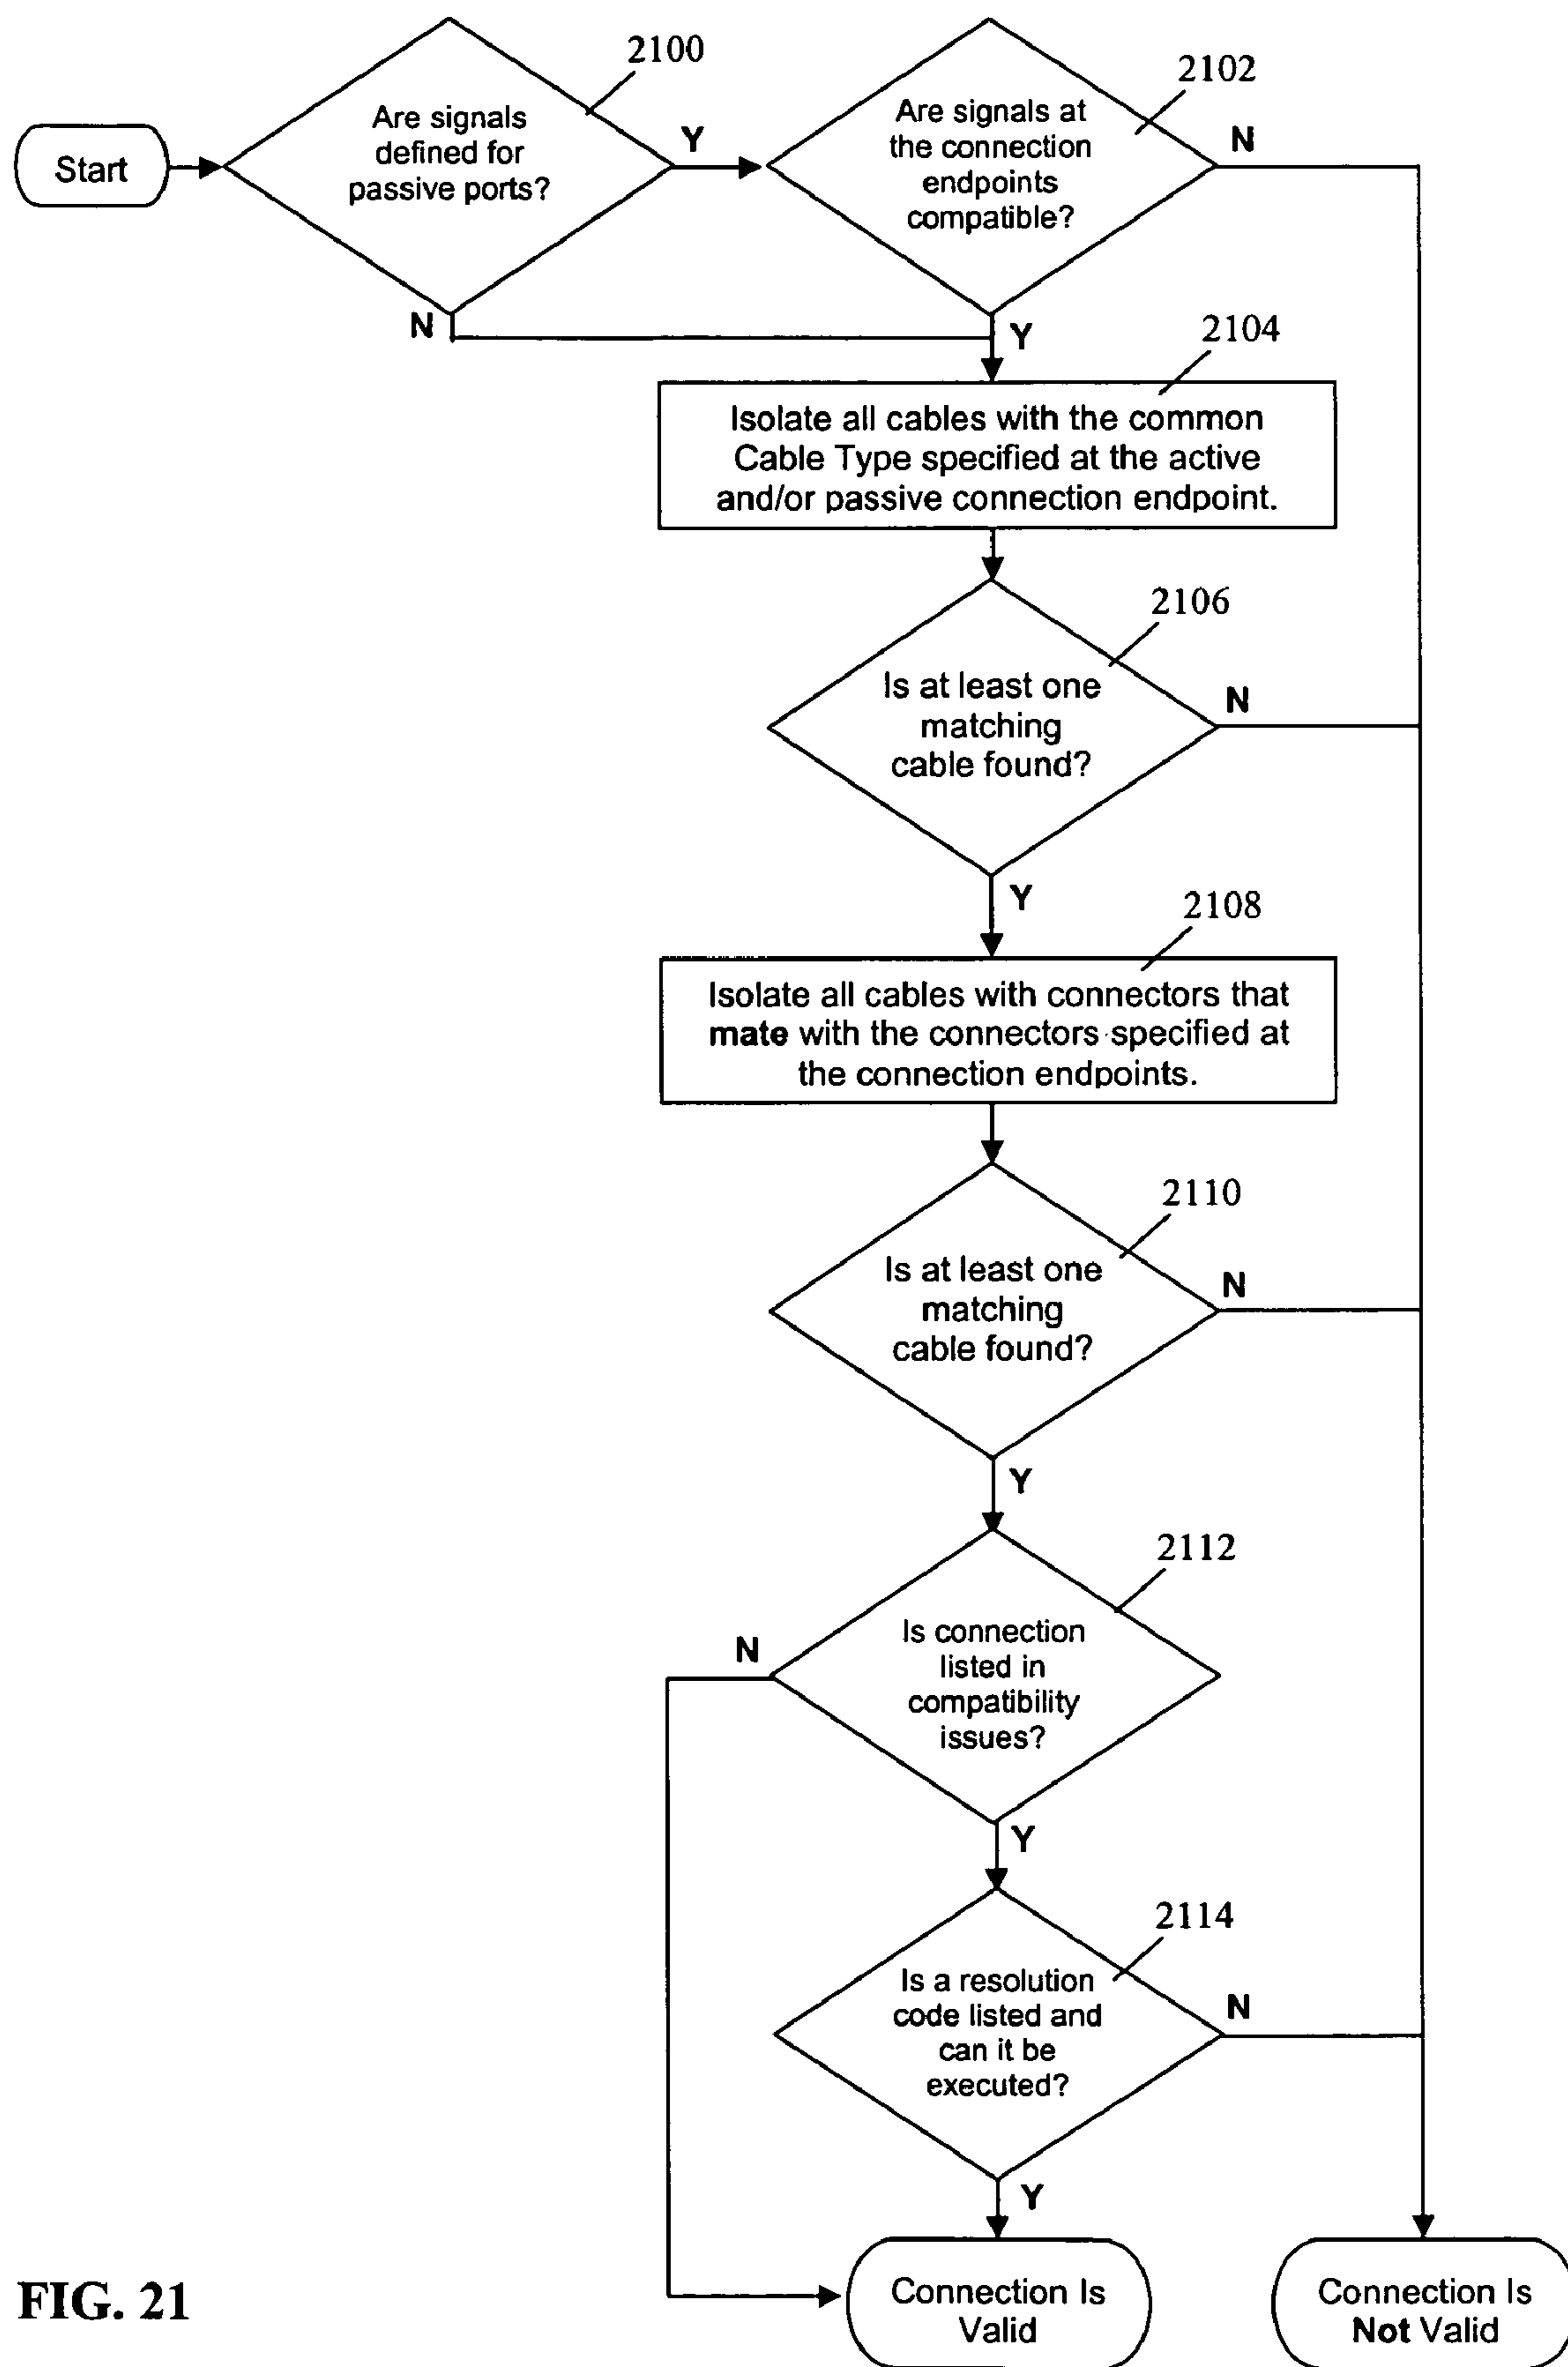 2100
2102
Are signals
defined for
passive ports?
Are signals at
the connection
endpoints
compatible?
Start
Y
N
N
Y
2104
Isolate all cables with the common
Cable Type specified at the active
and/or passive connection endpoint.
2106
Is at least one
matching
cable found?
N
Y
2108
Isolate all cables with connectors that
mate with the connectors specified at
the connection endpoints.
2110
Is at least one
matching
cable found?
N
Y
2112
Is connection
listed in
compatibility
issues?
N
Y
2114
Is a resolution
code listed and
can it be
executed?
N
Y
Connection Is
Valid
Connection Is
Not Valid
FIG. 21